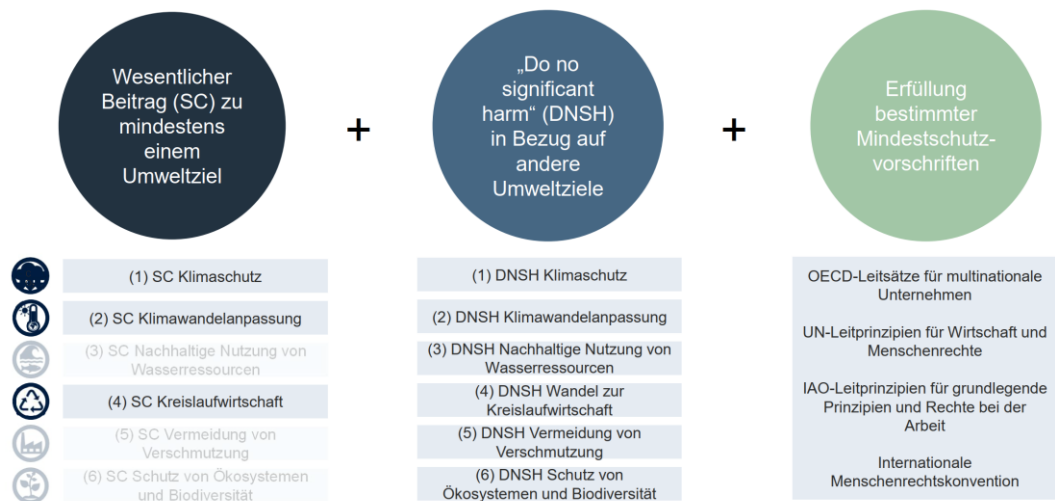 Wesentlicher
Beitrag (SC) zu
mindestens
einem
Umweltziel
+
„Do no
significant
harm“ (DNSH)
in Bezug auf
andere
Umweltziele
+
Erfüllung
bestimmter
Mindestschutz-
vorschriften
(1) SC Klimaschutz
(2) SC Klimawandelanpassung
(3) SC Nachhaltige Nutzung von
Wasserressourcen
(4) SC Kreislaufwirtschaft
(5) SC Vermeidung von
Verschmutzung
(6) SC Schutz von Ökosystemen
und Biodiversität
(1) DNSH Klimaschutz
(2) DNSH Klimawandelanpassung
(3) DNSH Nachhaltige Nutzung von
Wasserressourcen
(4) DNSH Wandel zur
Kreislaufwirtschaft
(5) DNSH Vermeidung von
Verschmutzung
(6) DNSH Schutz von
Ökosystemen und Biodiversität
OECD-Leitsätze für multinationale
Unternehmen
UN-Leitprinzipien für Wirtschaft und
Menschenrechte
IAO-Leitprinzipien für grundlegende
Prinzipien und Rechte bei der
Arbeit
Internationale
Menschenrechtskonvention